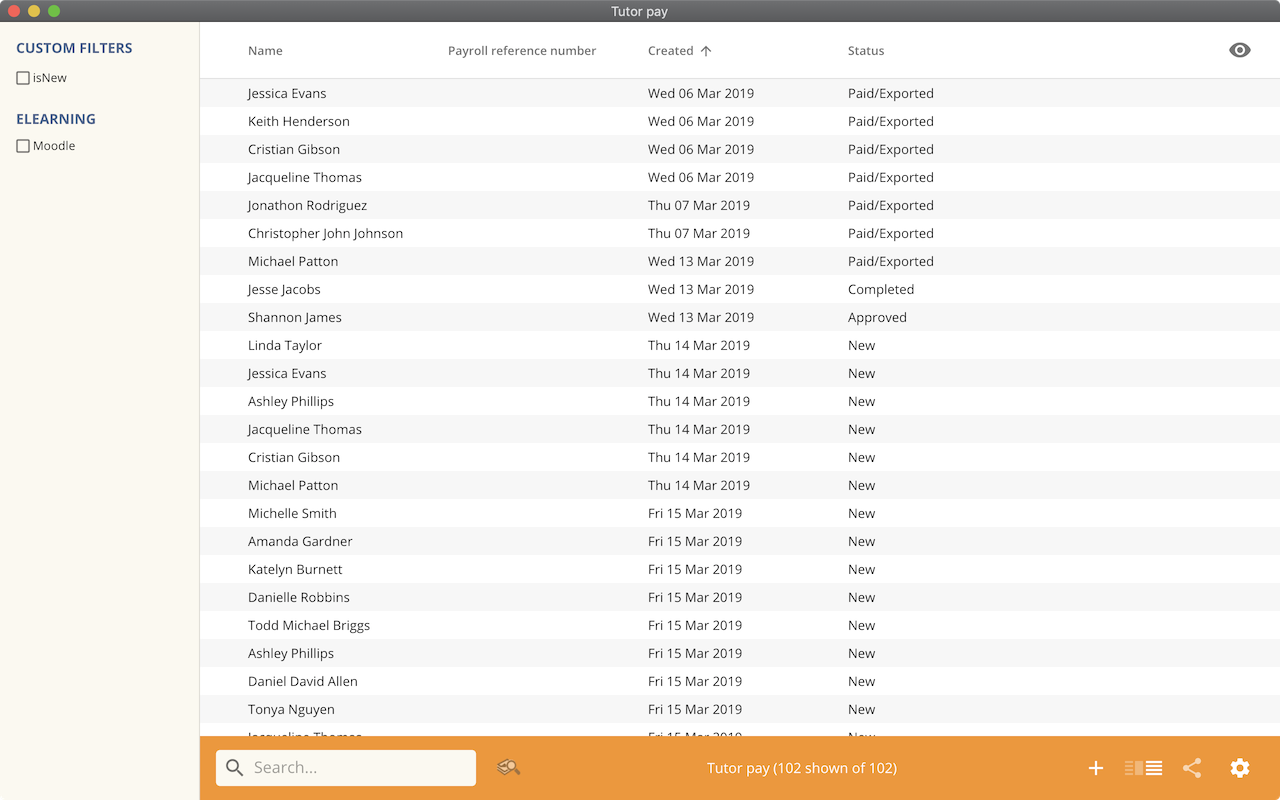 Tutor pay
CUSTOM FILTERS
isNew
ELEARNING
Moodle
Name Payroll reference number Created Status
Jessica Evans Wed 06 Mar 2019 Paid/Exported
Keith Henderson Wed 06 Mar 2019 Paid/Exported
Cristian Gibson Wed 06 Mar 2019 Paid/Exported
Jacqueline Thomas Wed 06 Mar 2019 Paid/Exported
Jonathon Rodriguez Thu 07 Mar 2019 Paid/Exported
Christopher John Johnson Thu 07 Mar 2019 Paid/Exported
Michael Patton Wed 13 Mar 2019 Paid/Exported
Jesse Jacobs Wed 13 Mar 2019 Completed
Shannon James Wed 13 Mar 2019 Approved
Linda Taylor Thu 14 Mar 2019 New
Jessica Evans Thu 14 Mar 2019 New
Ashley Phillips Thu 14 Mar 2019 New
Jacqueline Thomas Thu 14 Mar 2019 New
Cristian Gibson Thu 14 Mar 2019 New
Michael Patton Thu 14 Mar 2019 New
Michelle Smith Fri 15 Mar 2019 New
Amanda Gardner Fri 15 Mar 2019 New
Katelyn Burnett Fri 15 Mar 2019 New
Danielle Robbins Fri 15 Mar 2019 New
Todd Michael Briggs Fri 15 Mar 2019 New
Ashley Phillips Fri 15 Mar 2019 New
Daniel David Allen Fri 15 Mar 2019 New
Tonya Nguyen Fri 15 Mar 2019 New
Jacqueline Thomas Fri 15 Mar 2019 New
Search... Tutor pay (102 shown of 102)